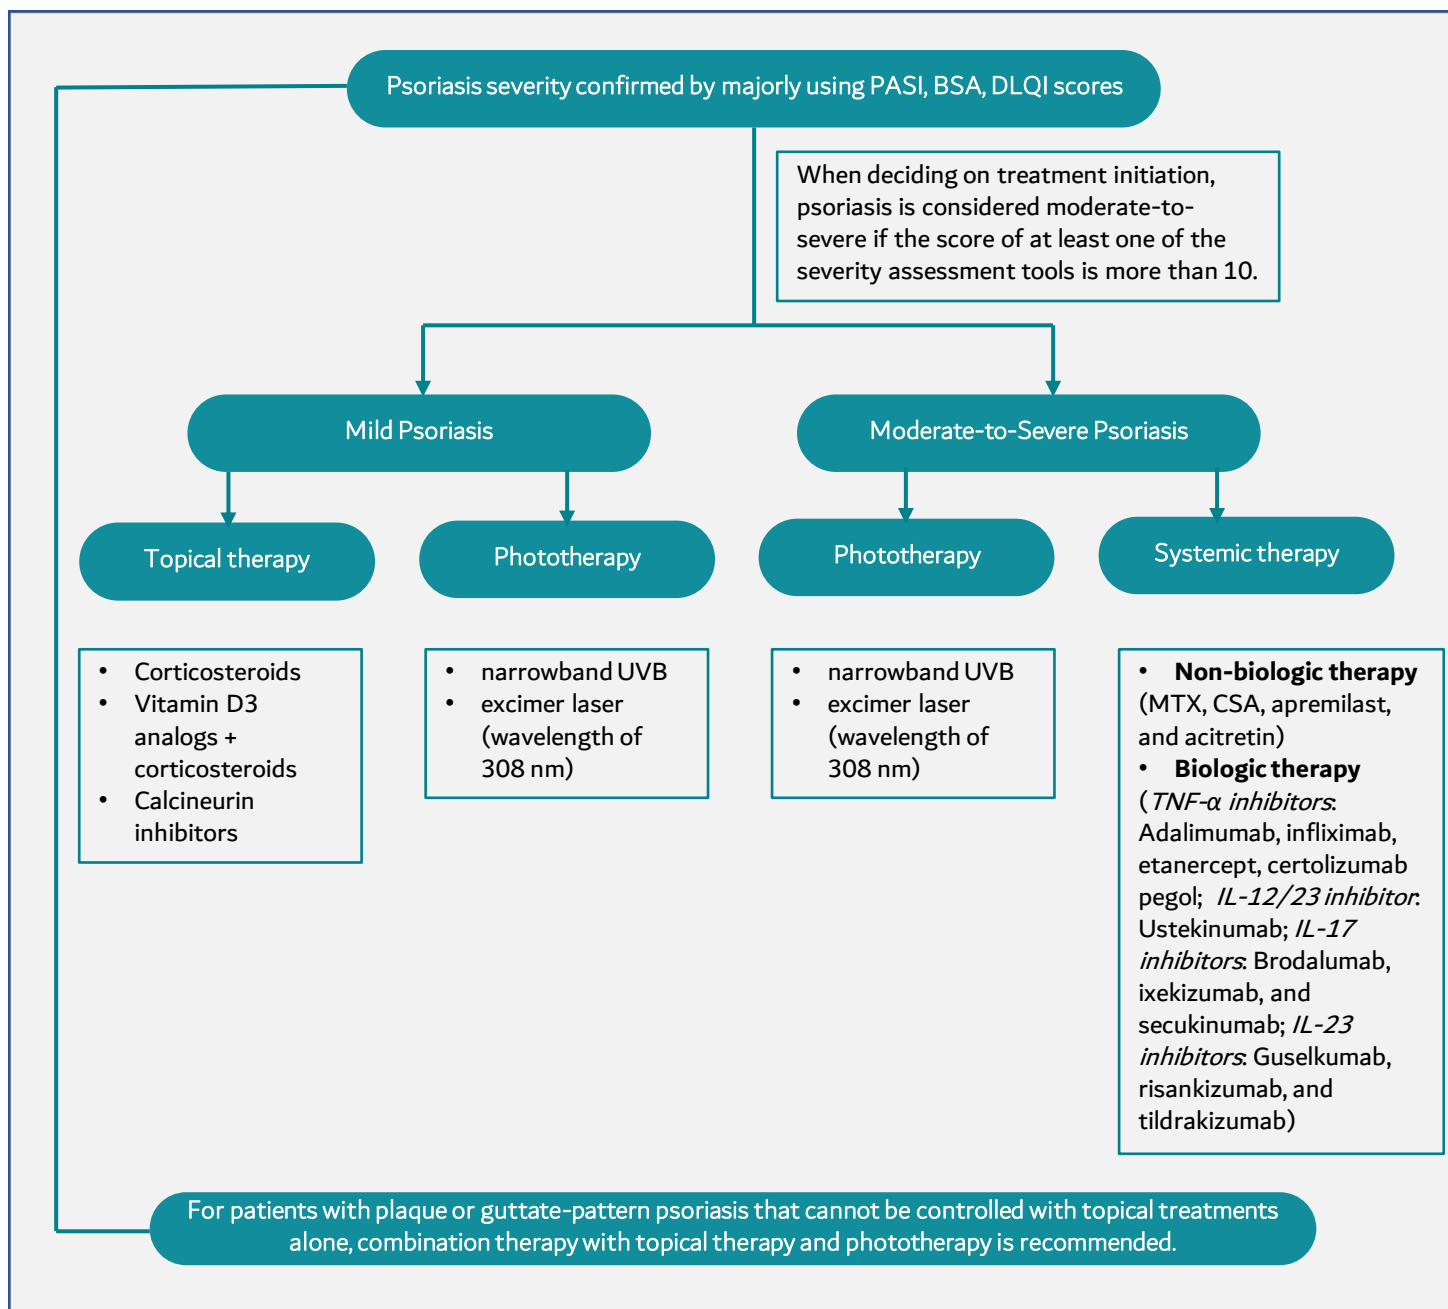 Psoriasis severity confirmed by majorly using PASI, BSA, DLQI scores
When deciding on treatment initiation,
psoriasis is considered moderate-to-
severe if the score of at least one of the
severity assessment tools is more than 10.
Mild Psoriasis
Moderate-to-Severe Psoriasis
Topical therapy
Phototherapy
Phototherapy
Systemic therapy
• Corticosteroids
• Vitamin D3
analogs +
corticosteroids
• Calcineurin
inhibitors
• narrowband UVB
• excimer laser
(wavelength of
308 nm)
• narrowband UVB
• excimer laser
(wavelength of
308 nm)
• Non-biologic therapy
(MTX, CSA, apremilast,
and acitretin)
• Biologic therapy
(TNF-α inhibitors:
Adalimumab, infliximab,
etanercept, certolizumab
pegol; IL-12/23 inhibitor:
Ustekinumab; IL-17
inhibitors: Brodalumab,
ixekizumab, and
secukinumab; IL-23
inhibitors: Guselkumab,
risankizumab, and
tildrakizumab)
For patients with plaque or guttate-pattern psoriasis that cannot be controlled with topical treatments
alone, combination therapy with topical therapy and phototherapy is recommended.